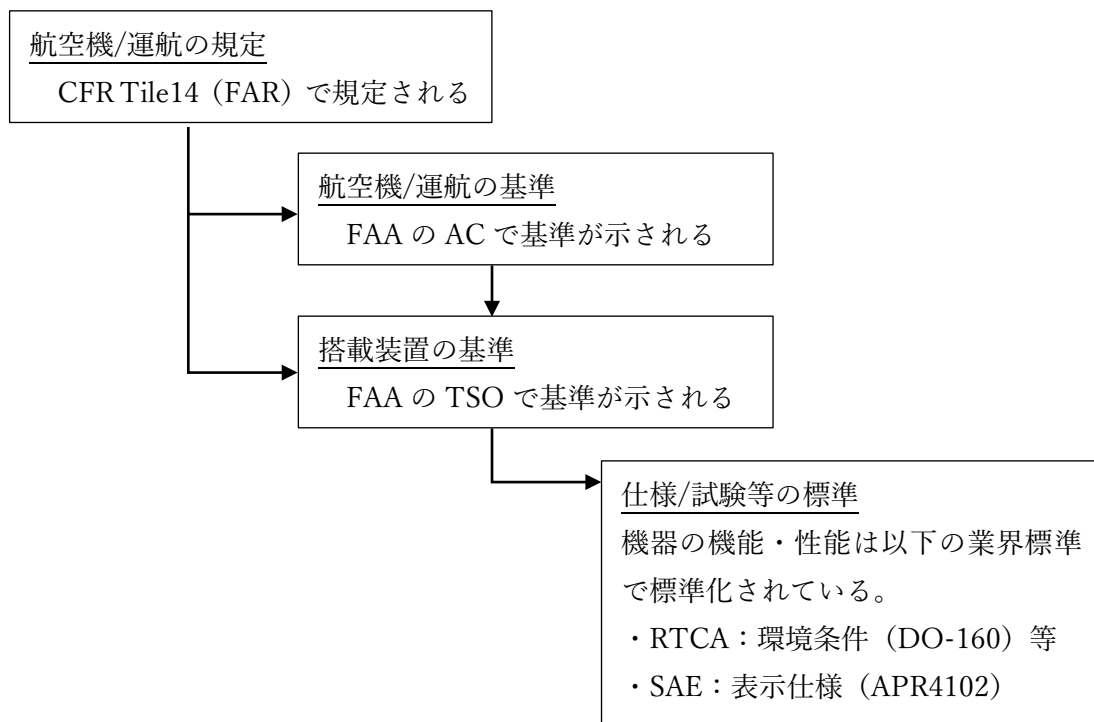 航空機/運航の規定
CFR Tile14（FAR）で規定される
航空機/運航の基準
FAA の AC で基準が示される
搭載装置の基準
FAA の TSO で基準が示される
仕様/試験等の標準
機器の機能・性能は以下の業界標準
で標準化されている。
・RTCA：環境条件（DO-160）等
・SAE：表示仕様（APR4102）